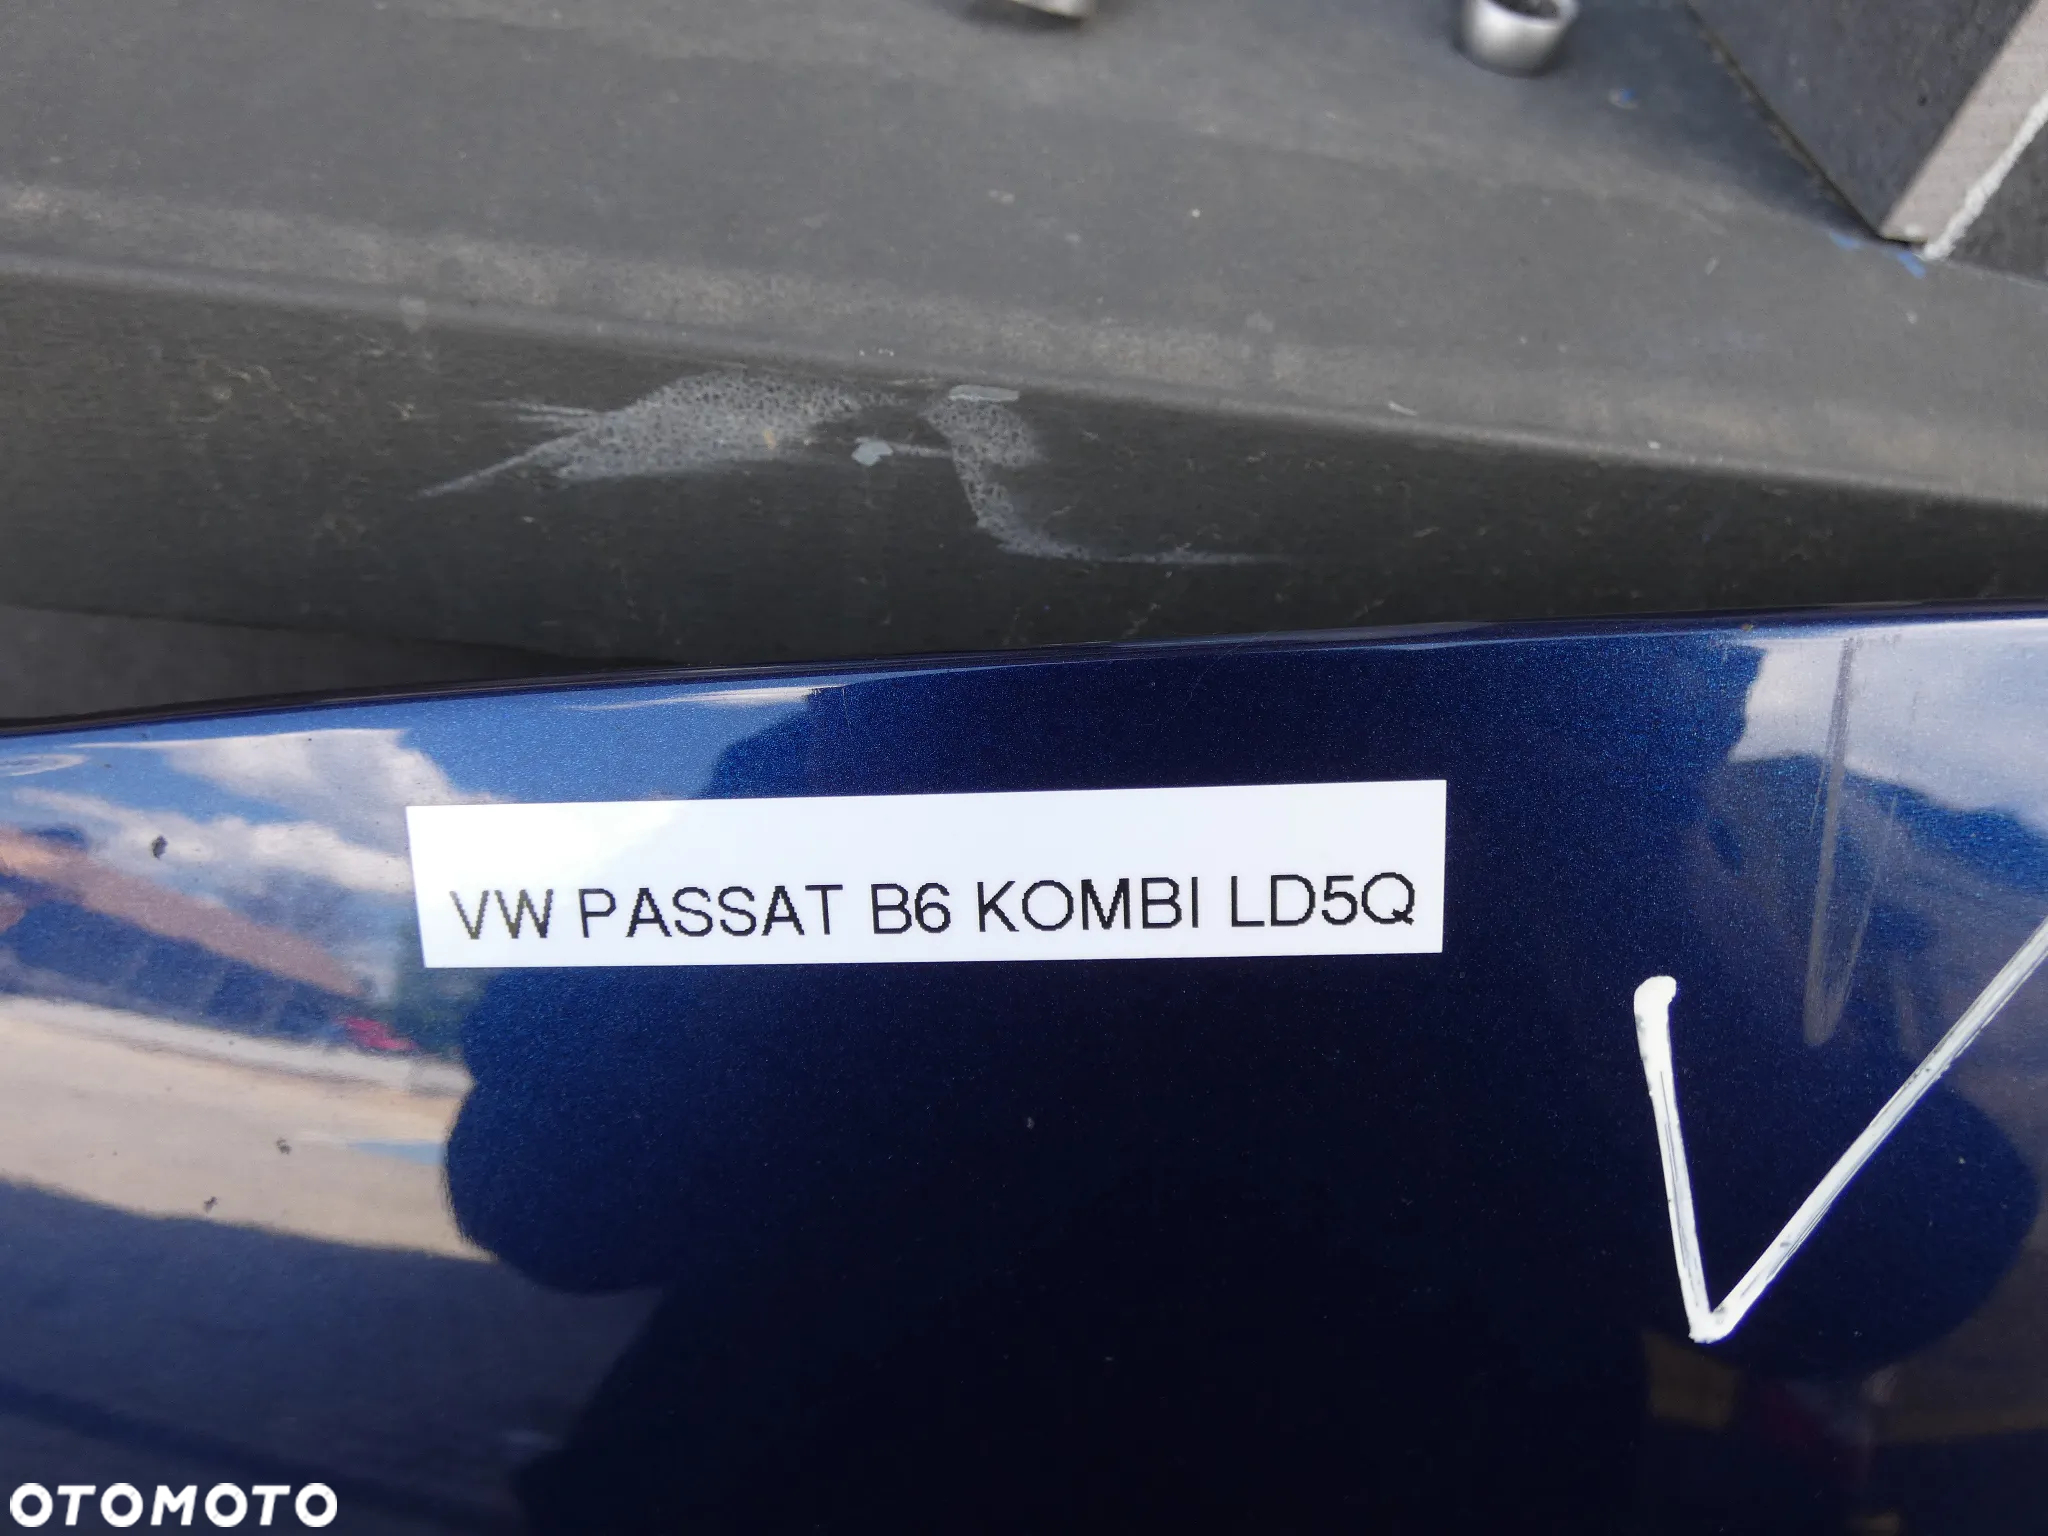 VW PASSAT B6 KOMBI LD5Q
OTOMOTO